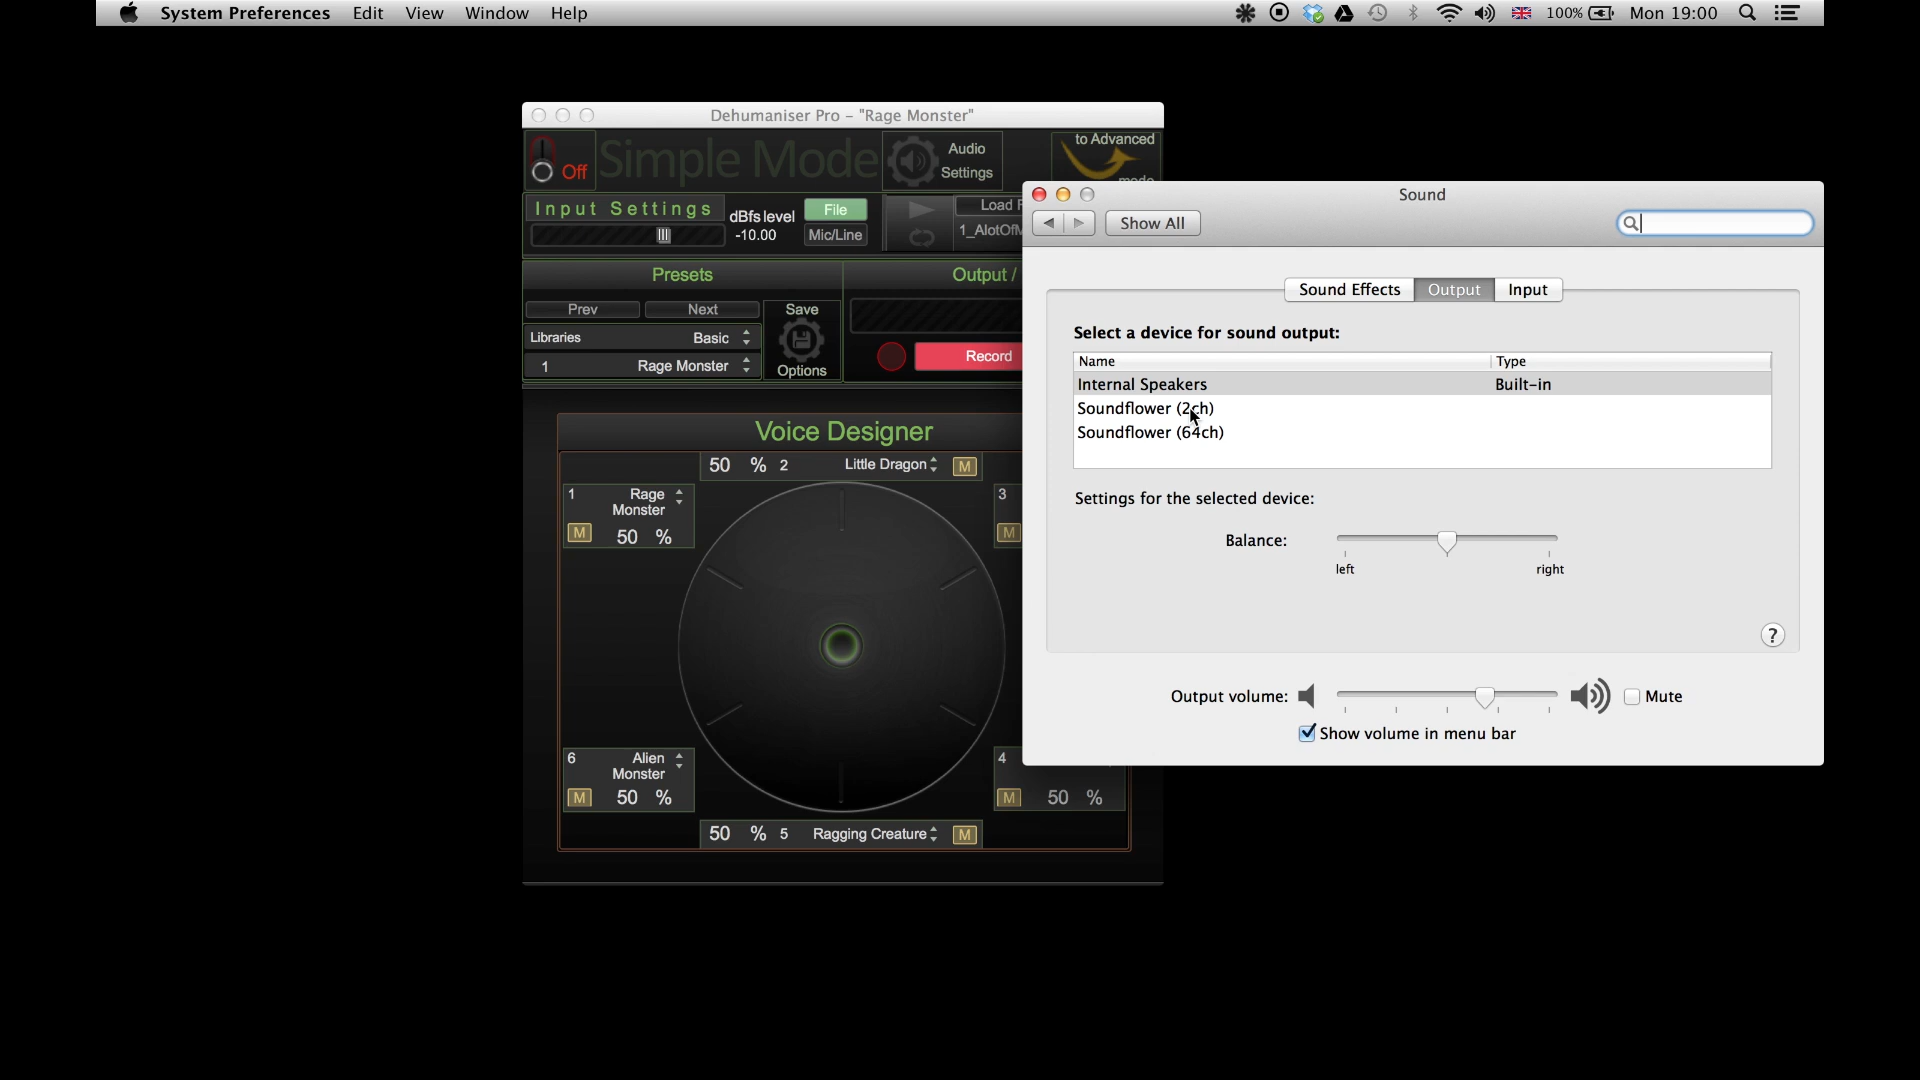 System Preferences Edit View Window Help 100% Mon 19:00
Dehumaniser Pro – "Rage Monster"
Off Simple Mode Audio Settings to Advanced mode
Input Settings dBfs level -10.00 File Mic/Line Load
1_AlotOfM
Presets Output /
Prev Next Save Options
Libraries Basic
1 Rage Monster
Record
Voice Designer
50 % 2 Little Dragon M
1 Rage Monster
M 50 %
3
M
6 Alien Monster
M 50 %
4
M 50 %
50 % 5 Ragging Creature M
Sound
Show All
Sound Effects Output Input
Select a device for sound output:
Name Type
Internal Speakers Built-in
Soundflower (2ch)
Soundflower (64ch)
Settings for the selected device:
Balance:
left right
?
Output volume: Mute
Show volume in menu bar